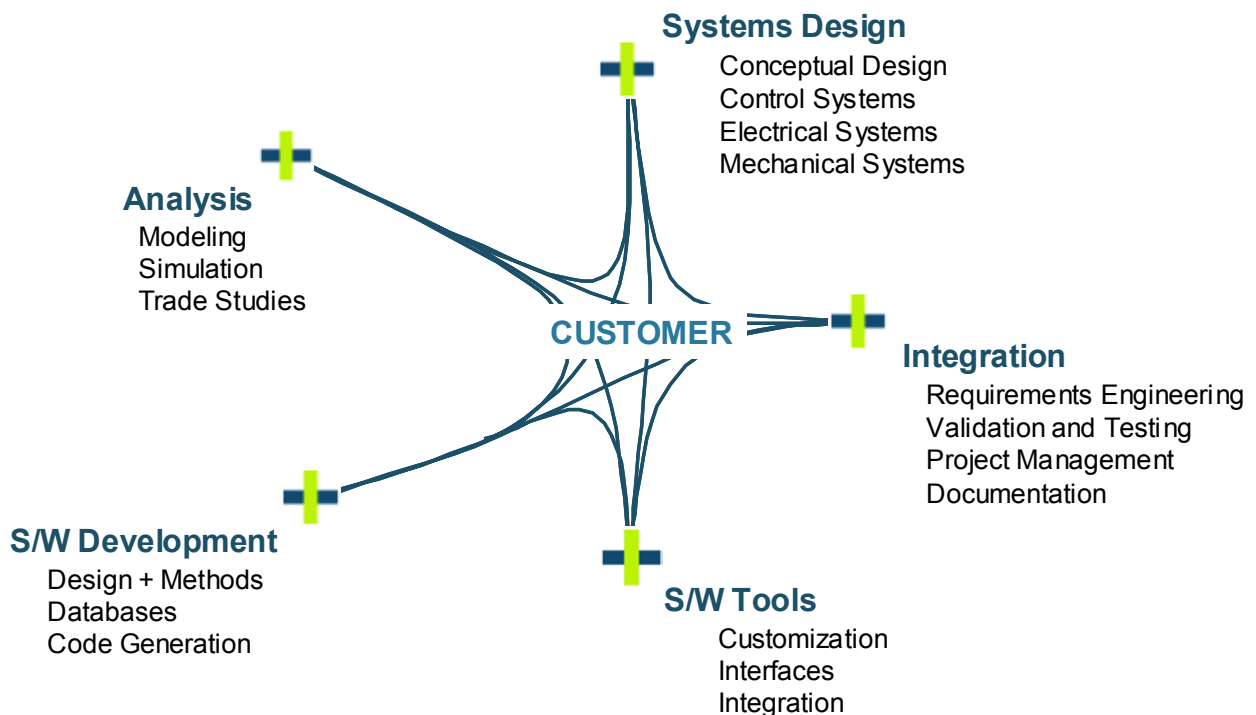 Systems Design
Conceptual Design
Control Systems
Electrical Systems
Mechanical Systems
Analysis
Modeling
Simulation
Trade Studies
CUSTOMER
Integration
Requirements Engineering
Validation and Testing
Project Management
Documentation
S/W Development
Design + Methods
Databases
Code Generation
S/W Tools
Customization
Interfaces
Integration